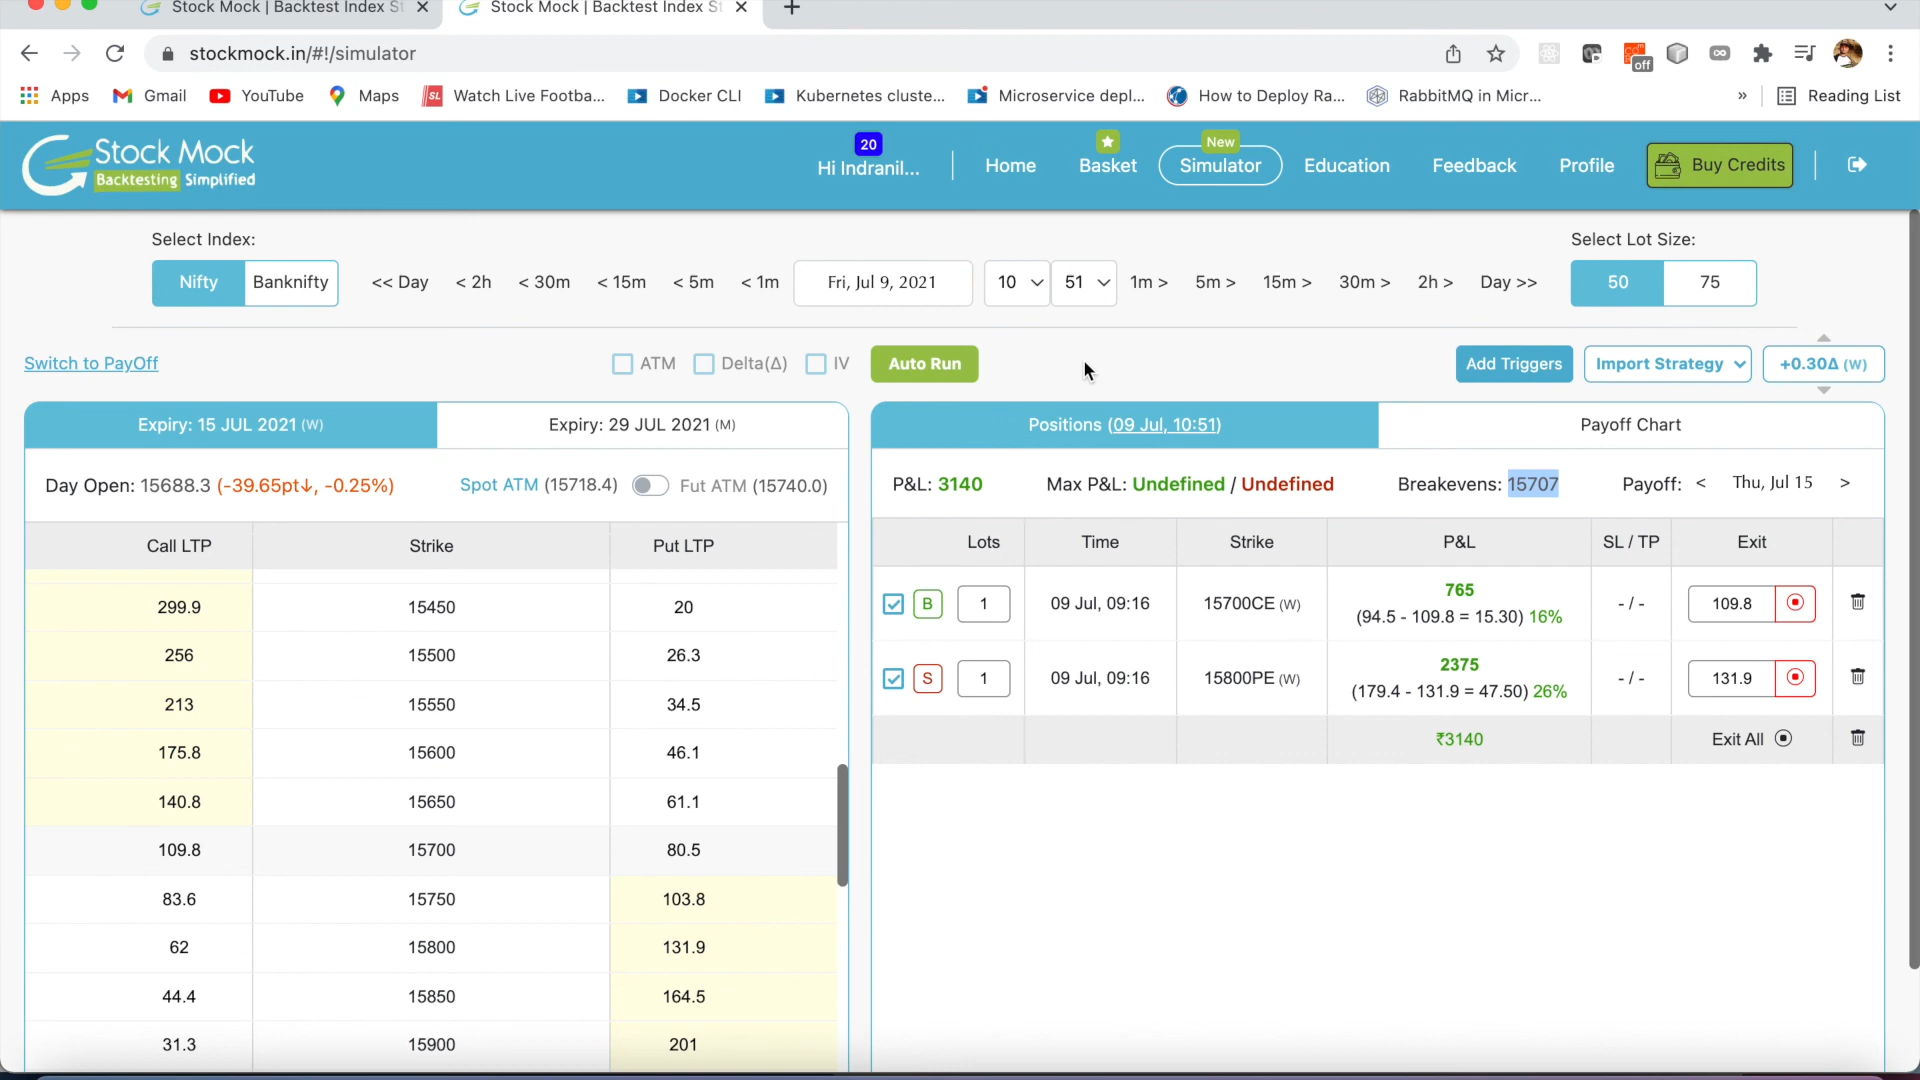 Stock Mock | Backtest Index St
Stock Mock | Backtest Index St
stockmock.in/#!/simulator
off
Apps
Gmail
YouTube
Maps
SL
Watch Live Footba...
Docker CLI
Kubernetes cluste...
Microservice depl...
How to Deploy Ra...
RabbitMQ in Micr...
»
Reading List
Stock Mock
Backtesting Simplified
20
Hi Indranil...
Home
Basket
New
Simulator
Education
Feedback
Profile
Buy Credits
Select Index:
Select Lot Size:
Nifty
Banknifty
<< Day
< 2h
< 30m
< 15m
< 5m
< 1m
Fri, Jul 9, 2021
10
51
1m >
5m >
15m >
30m >
2h >
Day >>
50
75
Switch to PayOff
ATM
Delta(Δ)
IV
Auto Run
Add Triggers
Import Strategy
+0.30Δ (W)
Expiry: 15 JUL 2021 (W)
Expiry: 29 JUL 2021 (M)
Positions (09 Jul, 10:51)
Payoff Chart
Day Open: 15688.3 (-39.65pt↓, -0.25%)
Spot ATM (15718.4)
Fut ATM (15740.0)
P&L: 3140
Max P&L: Undefined / Undefined
Breakevens: 15707
Payoff: < Thu, Jul 15 >
Call LTP Strike Put LTP
299.9 15450 20
256 15500 26.3
213 15550 34.5
175.8 15600 46.1
140.8 15650 61.1
109.8 15700 80.5
83.6 15750 103.8
62 15800 131.9
44.4 15850 164.5
31.3 15900 201
Lots Time Strike P&L SL / TP Exit
B 1 09 Jul, 09:16 15700CE (W) 765 - / - 109.8
(94.5 - 109.8 = 15.30) 16%
S 1 09 Jul, 09:16 15800PE (W) 2375 - / - 131.9
(179.4 - 131.9 = 47.50) 26%
₹3140 Exit All